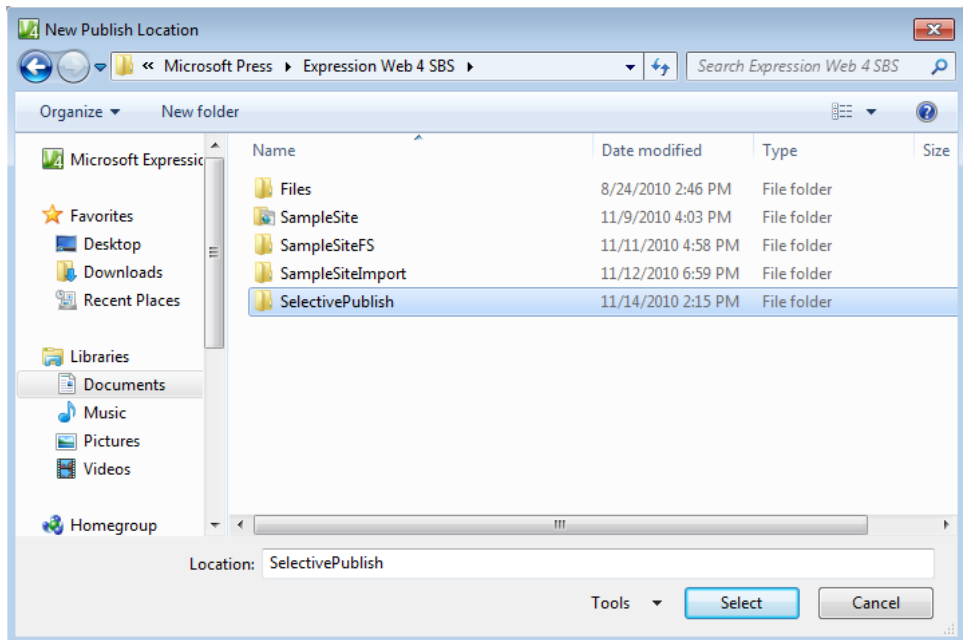 New Publish Location
« Microsoft Press Expression Web 4 SBS Search Expression Web 4 SBS
Organize New folder
Microsoft Expressic
Favorites
Desktop
Downloads
Recent Places
Libraries
Documents
Music
Pictures
Videos
Homegroup
Name Date modified Type Size
Files 8/24/2010 2:46 PM File folder
SampleSite 11/9/2010 4:03 PM File folder
SampleSiteFS 11/11/2010 4:58 PM File folder
SampleSiteImport 11/12/2010 6:59 PM File folder
SelectivePublish 11/14/2010 2:15 PM File folder
Location: SelectivePublish
Tools Select Cancel